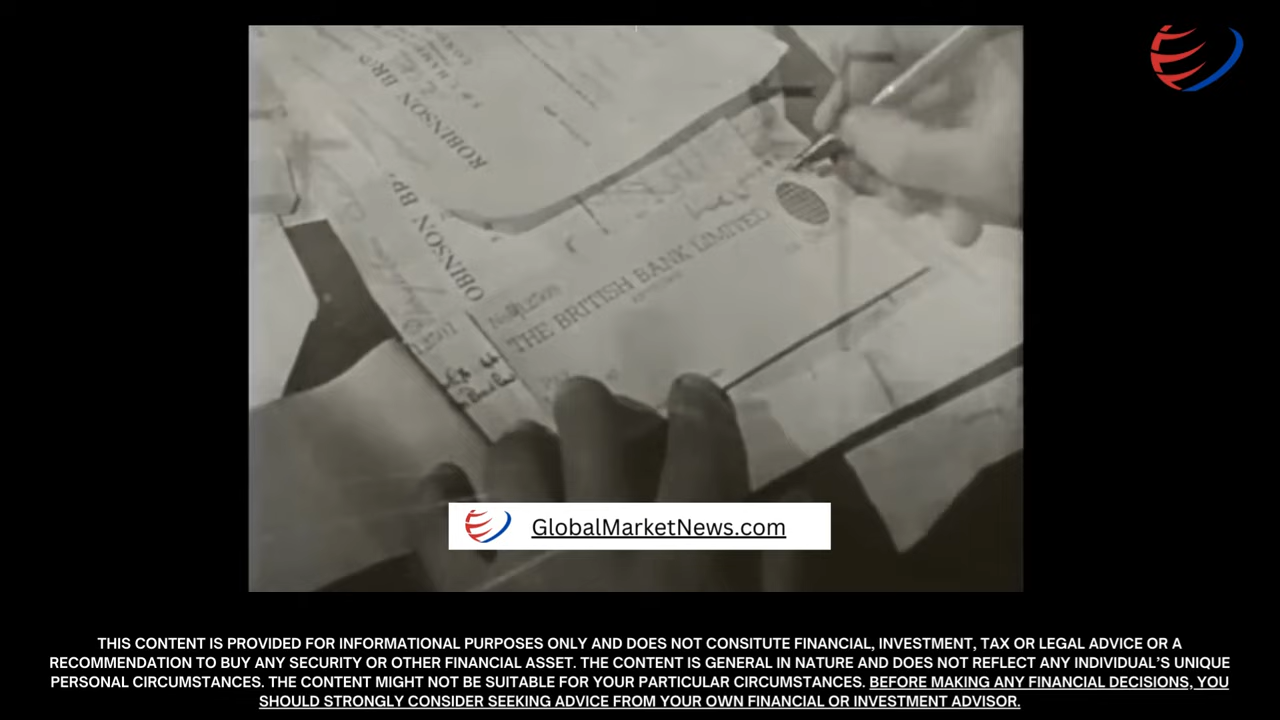 ROBINSON BR
OBINSON BR
THE BRITISH BANK LIMITED
GlobalMarketNews.com
THIS CONTENT IS PROVIDED FOR INFORMATIONAL PURPOSES ONLY AND DOES NOT CONSITUTE FINANCIAL, INVESTMENT, TAX OR LEGAL ADVICE OR A
RECOMMENDATION TO BUY ANY SECURITY OR OTHER FINANCIAL ASSET. THE CONTENT IS GENERAL IN NATURE AND DOES NOT REFLECT ANY INDIVIDUAL'S UNIQUE
PERSONAL CIRCUMSTANCES. THE CONTENT MIGHT NOT BE SUITABLE FOR YOUR PARTICULAR CIRCUMSTANCES. BEFORE MAKING ANY FINANCIAL DECISIONS, YOU
SHOULD STRONGLY CONSIDER SEEKING ADVICE FROM YOUR OWN FINANCIAL OR INVESTMENT ADVISOR.